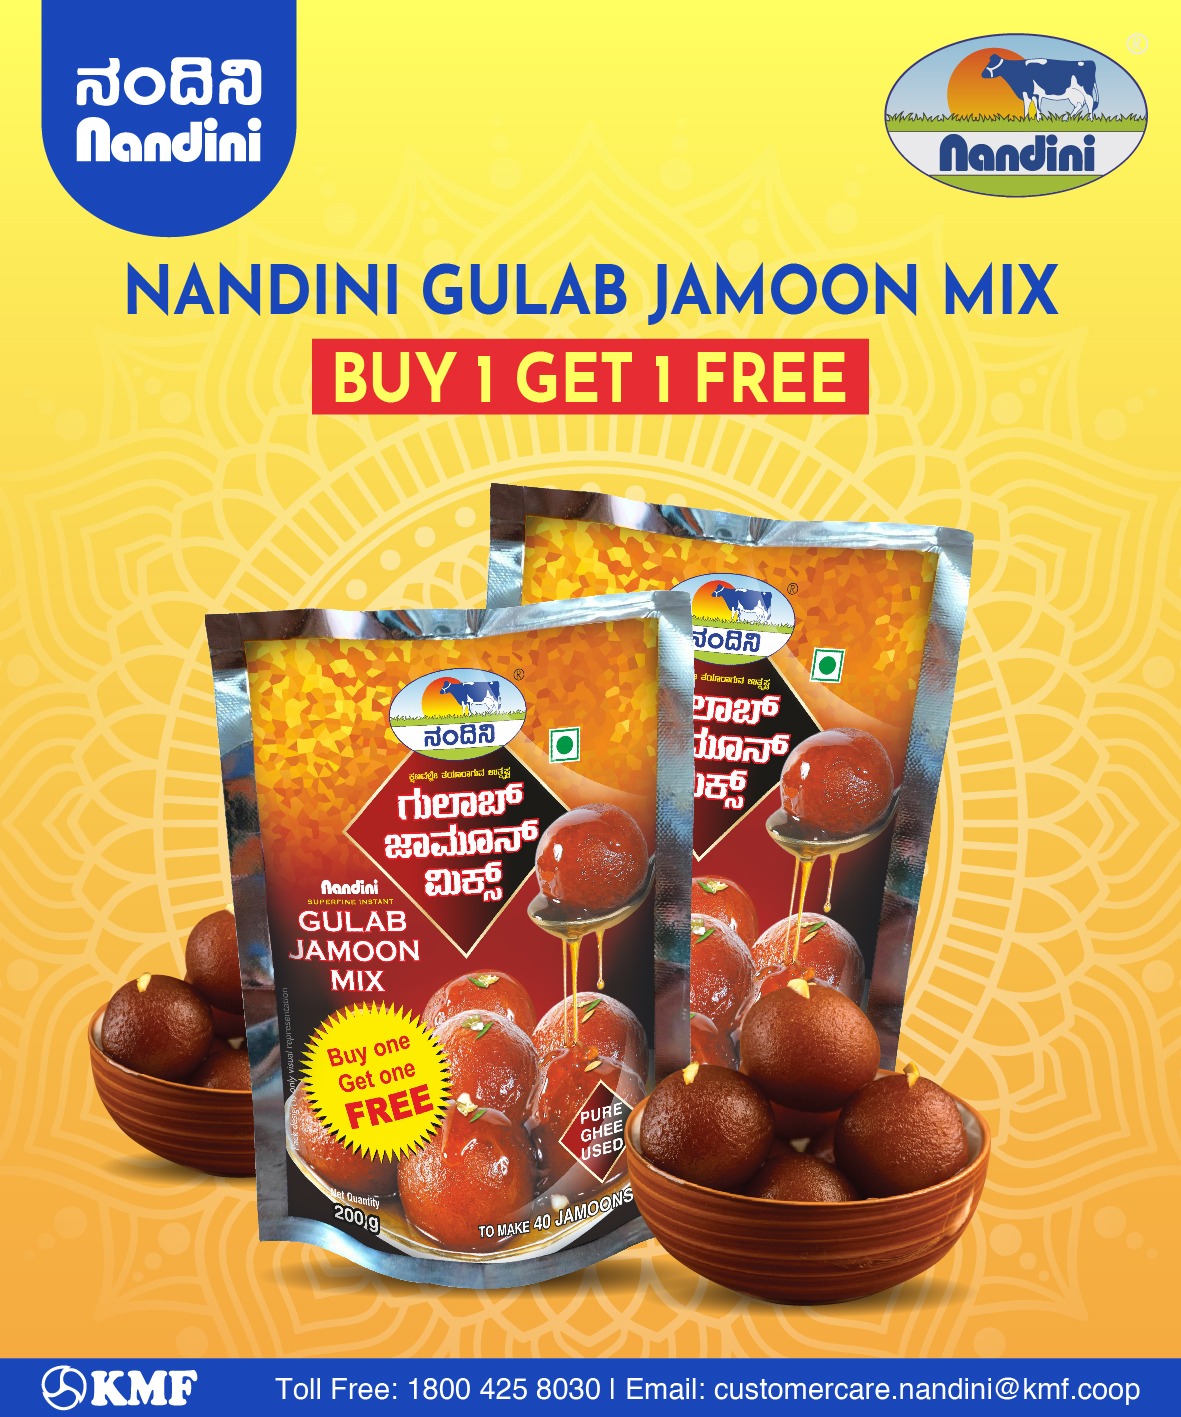 ನಂದಿನಿ
Nandini
®
Nandini
NANDINI GULAB JAMOON MIX
BUY 1 GET 1 FREE
®
ನಂದಿನಿ
ಗುಲಾಬ್
ಜಾಮೂನ್
ಮಿಕ್ಸ್
Nandini
SUPERFINE INSTANT
GULAB
JAMOON
MIX
Buy one
Get one
FREE
PURE
GHEE
USED
Net Quantity
200 g
TO MAKE 40 JAMOONS
®
ನಂದಿನಿ
KMF
Toll Free: 1800 425 8030 | Email: customercare.nandini@kmf.coop